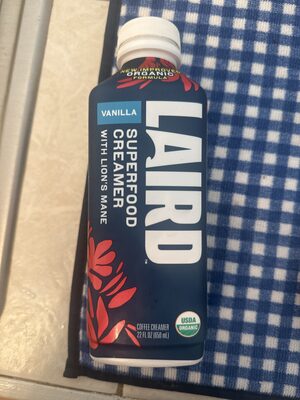 NEW IMPROVED
ORGANIC
FORMULA
VANILLA
LAIRD™
SUPERFOOD
CREAMER
WITH LION'S MANE
USDA
ORGANIC
COFFEE CREAMER
22 FL OZ (650 mL)